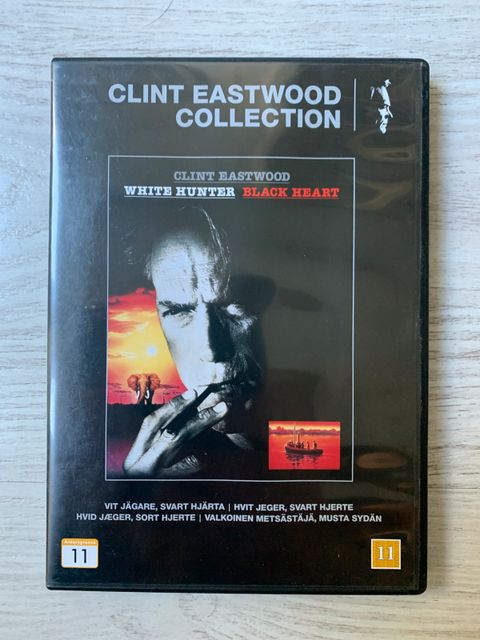 CLINT EASTWOOD
COLLECTION
CLINT EASTWOOD
WHITE HUNTER BLACK HEART
VIT JÄGARE, SVART HJÄRTA | HVIT JEGER, SVART HJERTE
HVID JÆGER, SORT HJERTE | VALKOINEN METSÄSTÄJÄ, MUSTA SYDÄN
Aldersgrense
11
11